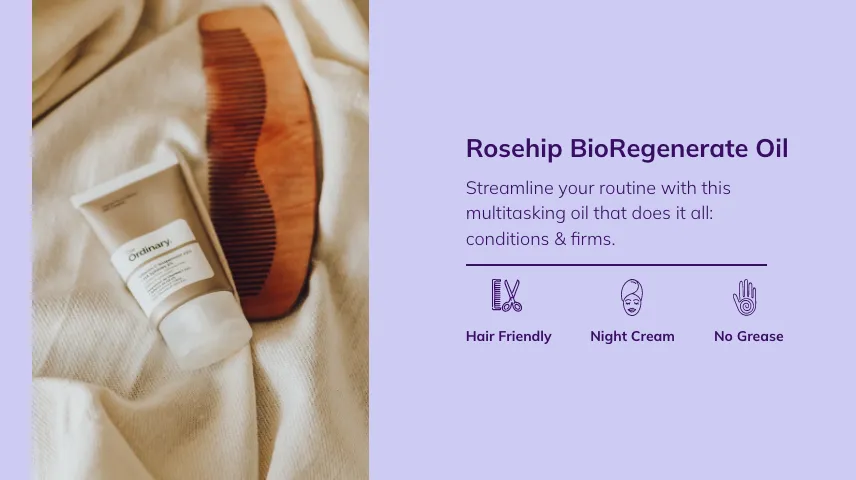 The
Ordinary.
Rosehip BioRegenerate Oil
Streamline your routine with this
multitasking oil that does it all:
conditions & firms.
Hair Friendly
Night Cream
No Grease